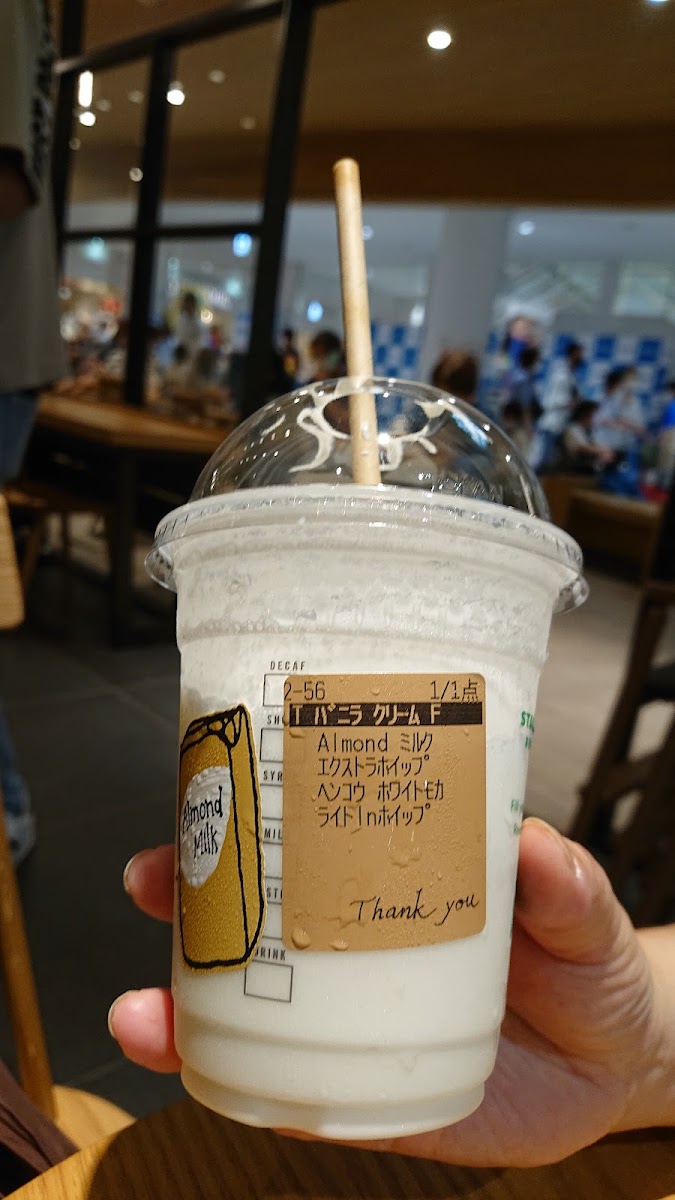 DECAF
2-56 1/1点
T バニラ クリーム F
Almond ミルク
エクストラホイップ
ヘンコウ ホワイトモカ
ライトInホイップ
Thank you
Almond
Milk
SYR
MIL
DRINK